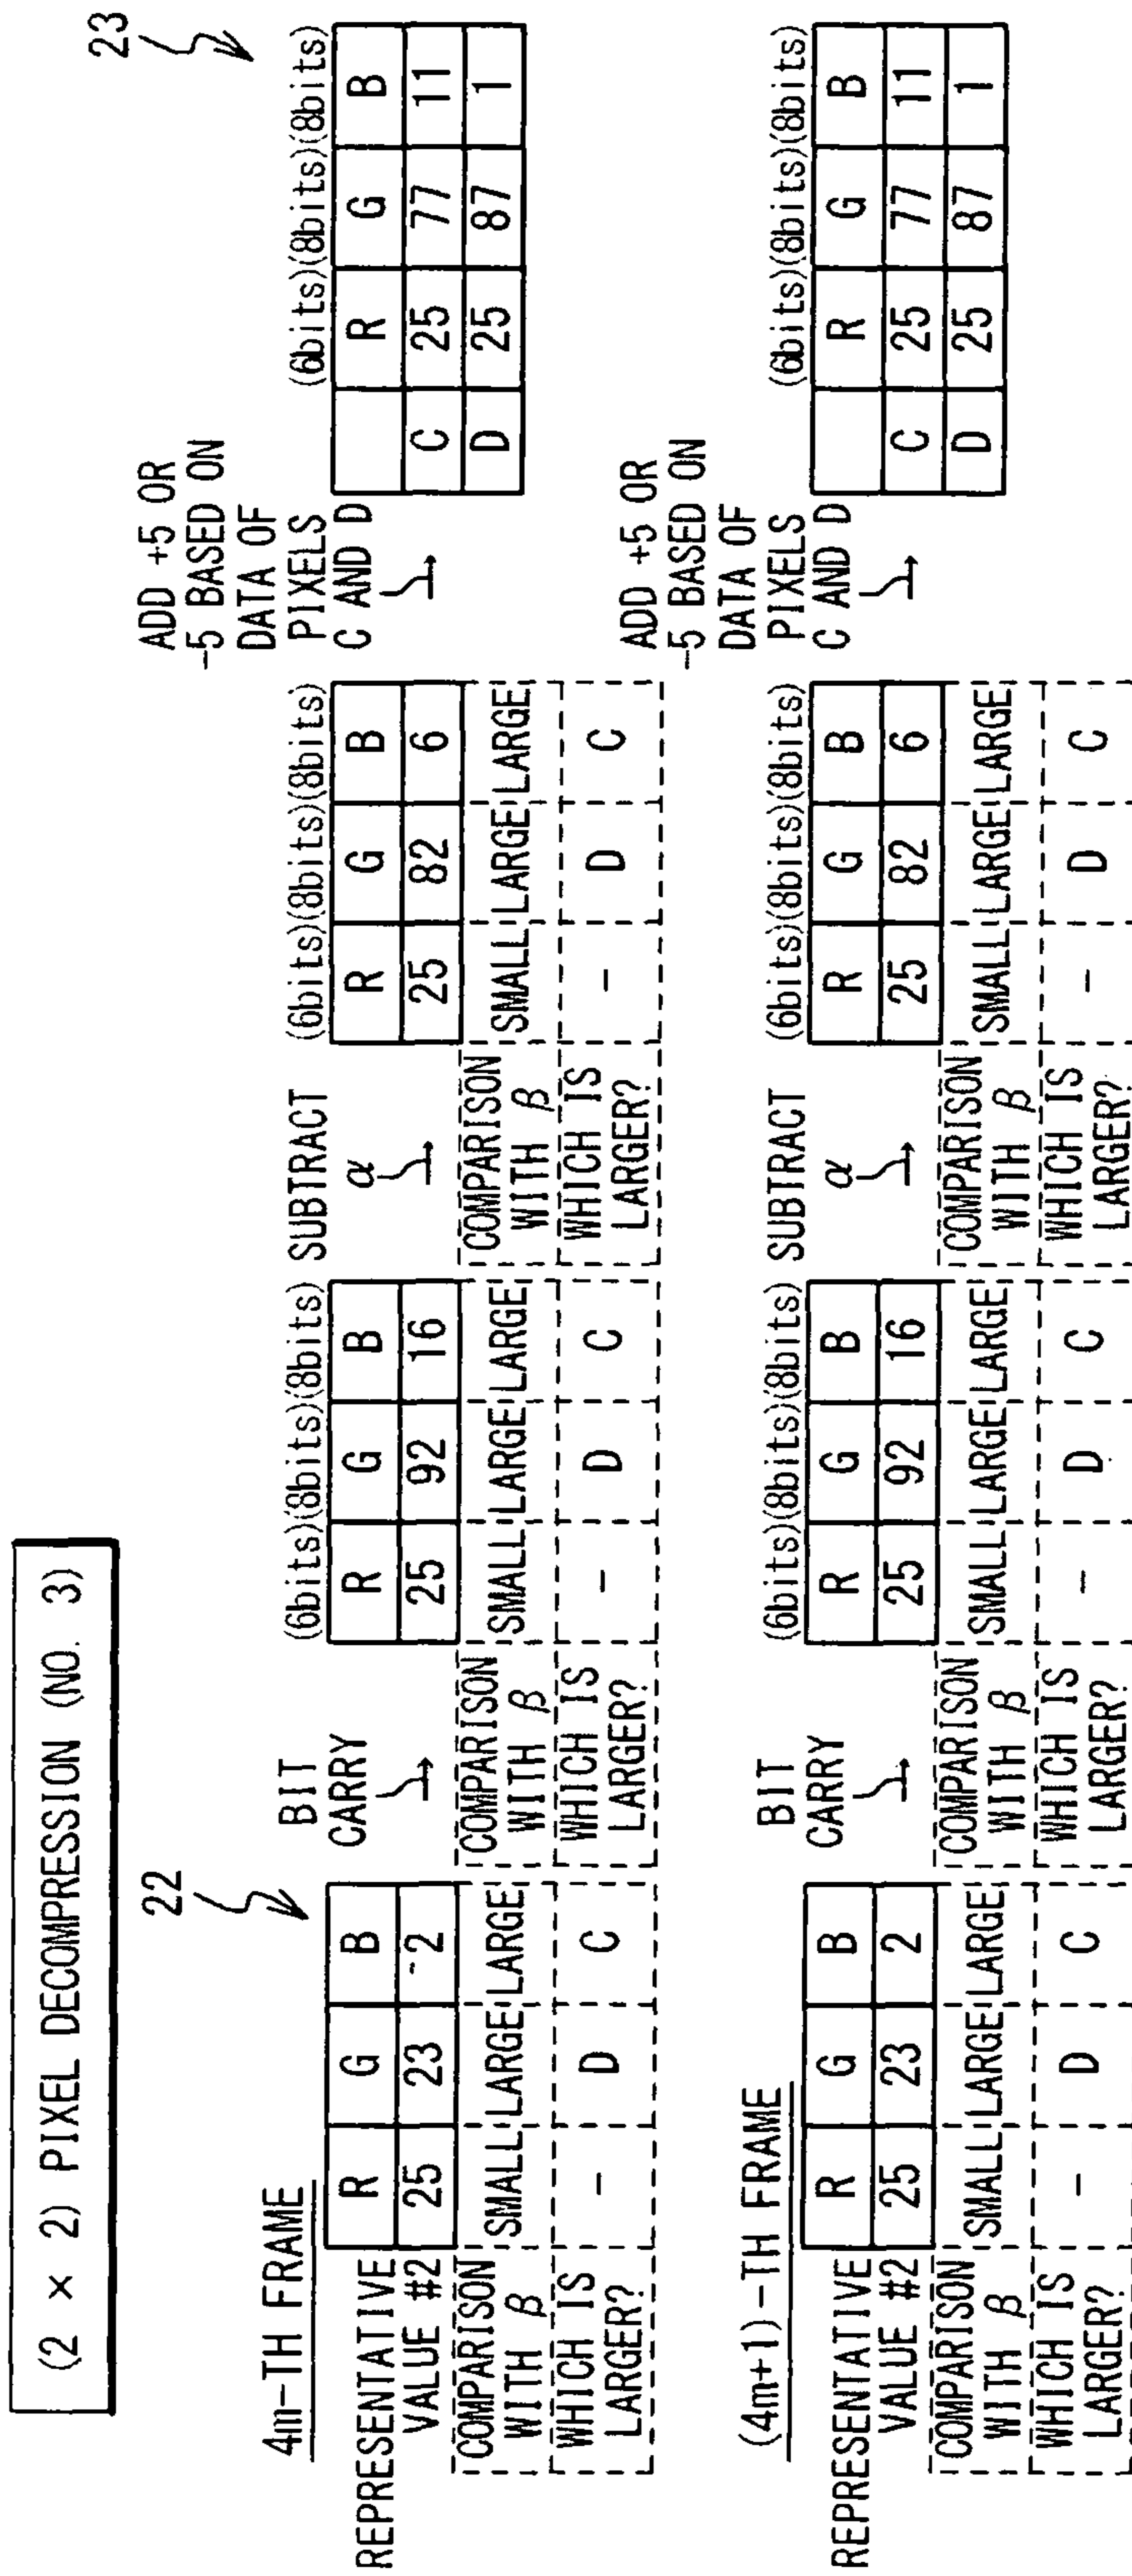 (2 × 2) PIXEL DECOMPRESSION (NO. 3)
4m-TH FRAME
22
23
REPRESENTATIVE VALUE #2
R G B
25 23 -2
COMPARISON WITH β
SMALL LARGE LARGE
WHICH IS LARGER?
- D C
BIT CARRY
(6bits)(8bits)(8bits)
R G B
25 92 16
COMPARISON WITH β
SMALL LARGE LARGE
WHICH IS LARGER?
- D C
SUBTRACT α
(6bits)(8bits)(8bits)
R G B
25 82 6
COMPARISON WITH β
SMALL LARGE LARGE
WHICH IS LARGER?
- D C
ADD +5 OR
-5 BASED ON
DATA OF
PIXELS
C AND D
(6bits)(8bits)(8bits)
R G B
C 25 77 11
D 25 87 1
(4m+1)-TH FRAME
REPRESENTATIVE VALUE #2
R G B
25 23 2
COMPARISON WITH β
SMALL LARGE LARGE
WHICH IS LARGER?
- D C
BIT CARRY
(6bits)(8bits)(8bits)
R G B
25 92 16
COMPARISON WITH β
SMALL LARGE LARGE
WHICH IS LARGER?
- D C
SUBTRACT α
(6bits)(8bits)(8bits)
R G B
25 82 6
COMPARISON WITH β
SMALL LARGE LARGE
WHICH IS LARGER?
- D C
ADD +5 OR
-5 BASED ON
DATA OF
PIXELS
C AND D
(6bits)(8bits)(8bits)
R G B
C 25 77 11
D 25 87 1